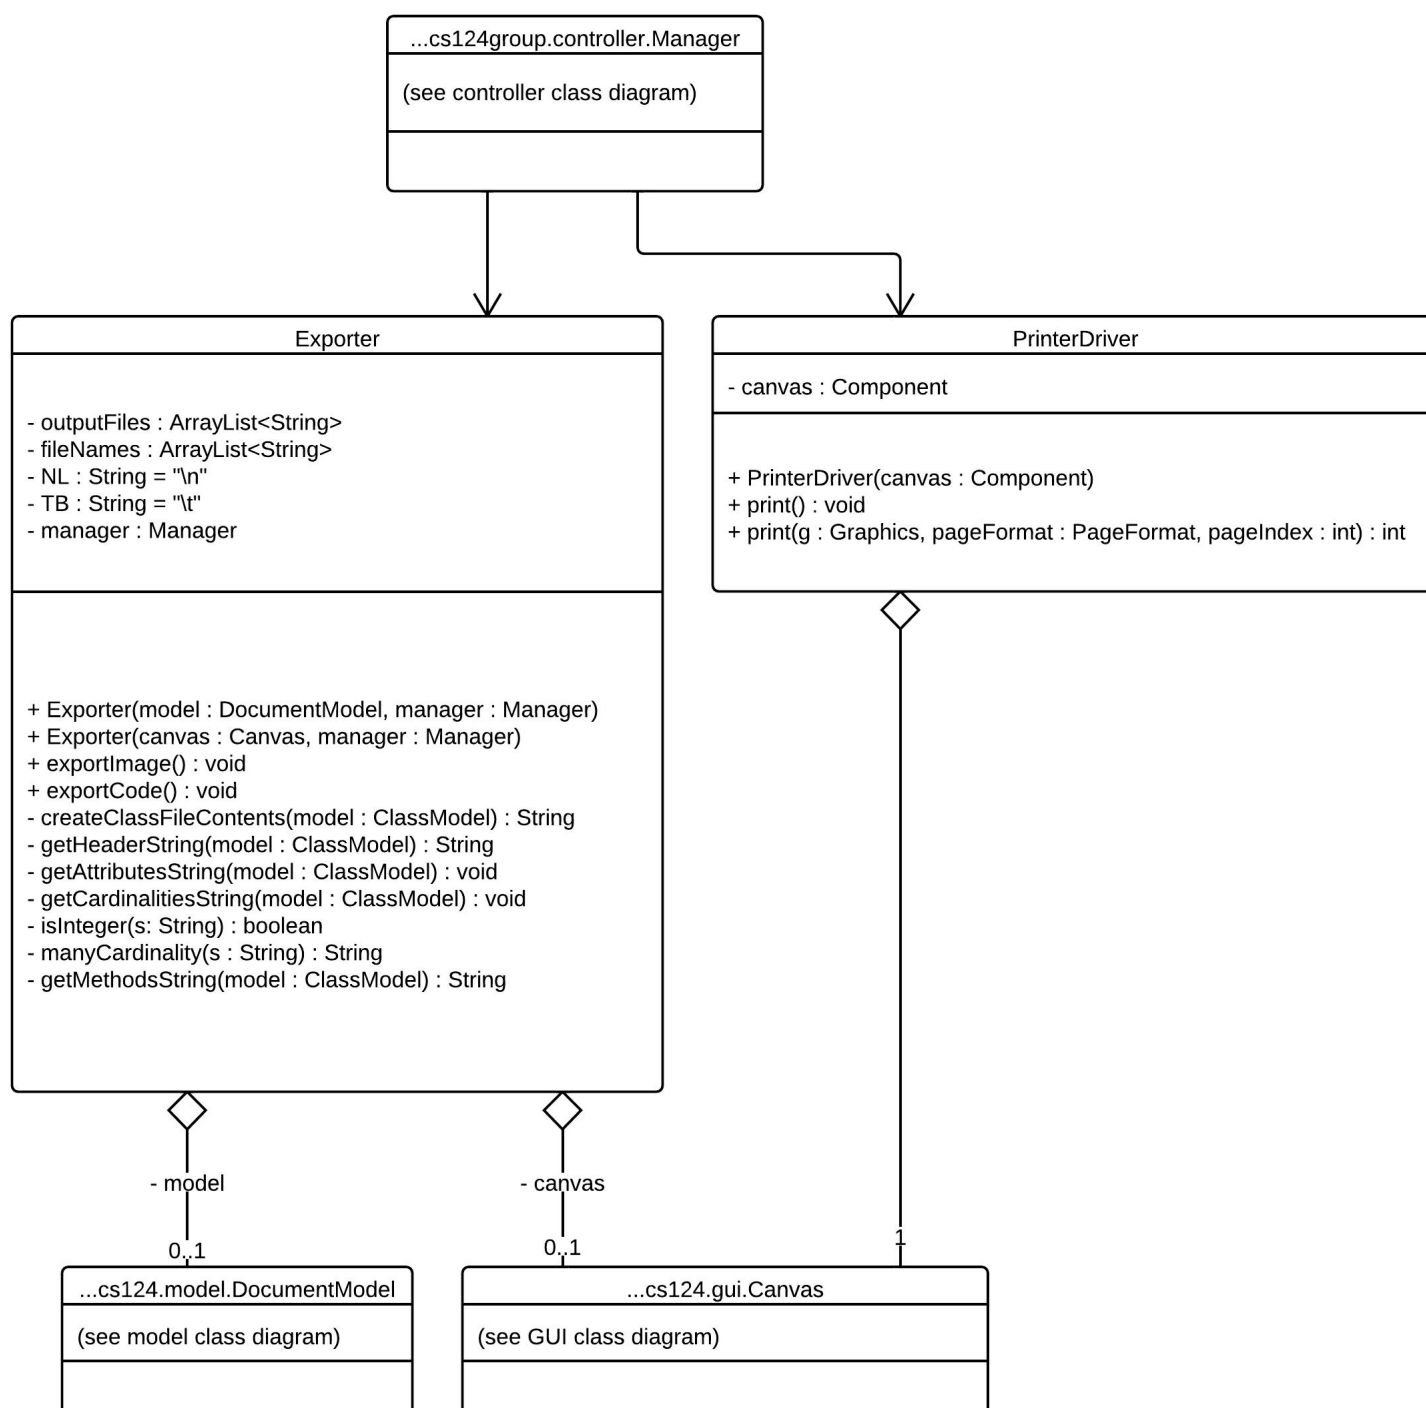 ...cs124group.controller.Manager
(see controller class diagram)
Exporter
- outputFiles : ArrayList<String>
- fileNames : ArrayList<String>
- NL : String = "\n"
- TB : String = "\t"
- manager : Manager
+ Exporter(model : DocumentModel, manager : Manager)
+ Exporter(canvas : Canvas, manager : Manager)
+ exportImage() : void
+ exportCode() : void
- createClassFileContents(model : ClassModel) : String
- getHeaderString(model : ClassModel) : String
- getAttributesString(model : ClassModel) : void
- getCardinalitiesString(model : ClassModel) : void
- isInteger(s: String) : boolean
- manyCardinality(s : String) : String
- getMethodsString(model : ClassModel) : String
PrinterDriver
- canvas : Component
+ PrinterDriver(canvas : Component)
+ print() : void
+ print(g : Graphics, pageFormat : PageFormat, pageIndex : int) : int
- model
- canvas
0..1
0..1
1
...cs124.model.DocumentModel
(see model class diagram)
...cs124.gui.Canvas
(see GUI class diagram)